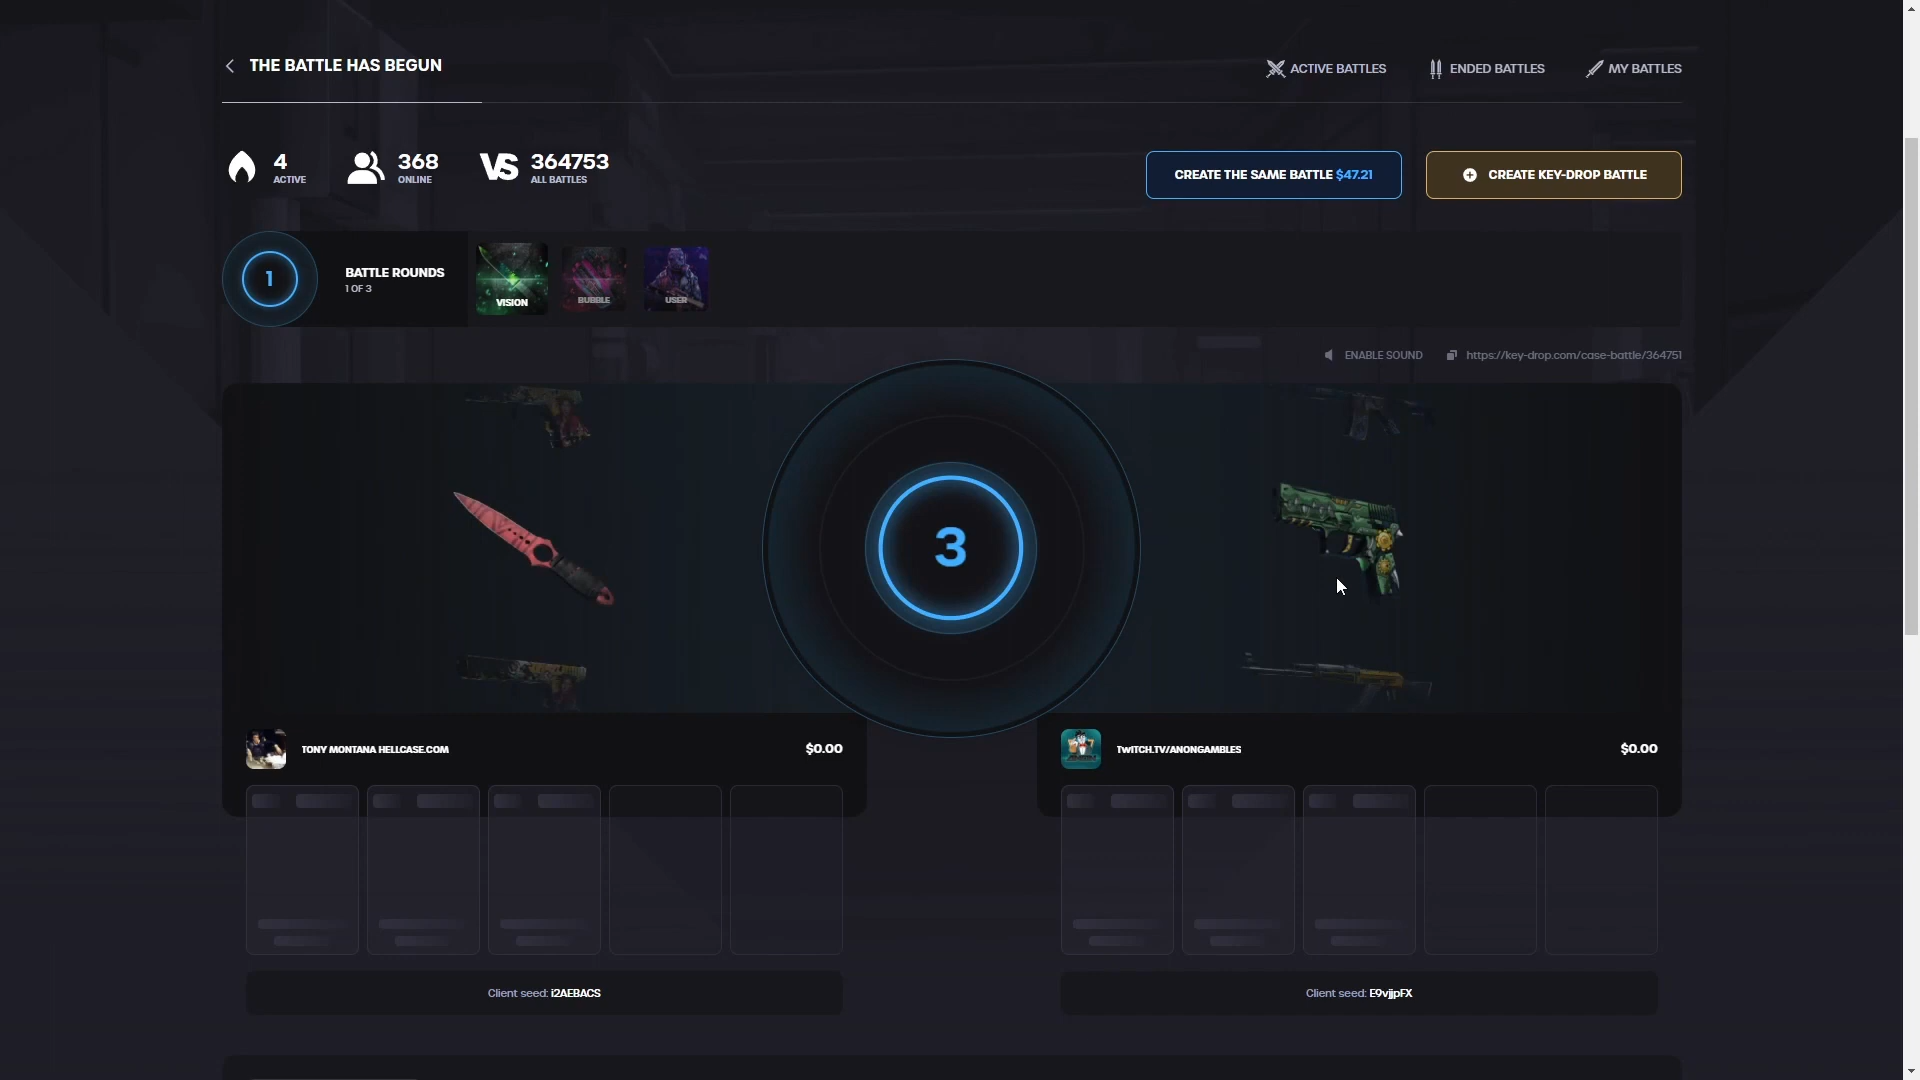 THE BATTLE HAS BEGUN
ACTIVE BATTLES
ENDED BATTLES
MY BATTLES
4
ACTIVE
368
ONLINE
VS
364753
ALL BATTLES
CREATE THE SAME BATTLE $47.21
CREATE KEY-DROP BATTLE
1
BATTLE ROUNDS
1 OF 3
VISION
BUBBLE
USER
ENABLE SOUND
https://key-drop.com/case-battle/364751
3
TONY MONTANA HELLCASE.COM
$0.00
TWITCH.TV/ANONGAMBLES
$0.00
Client seed: i2AEBACS
Client seed: E9vjjpFX